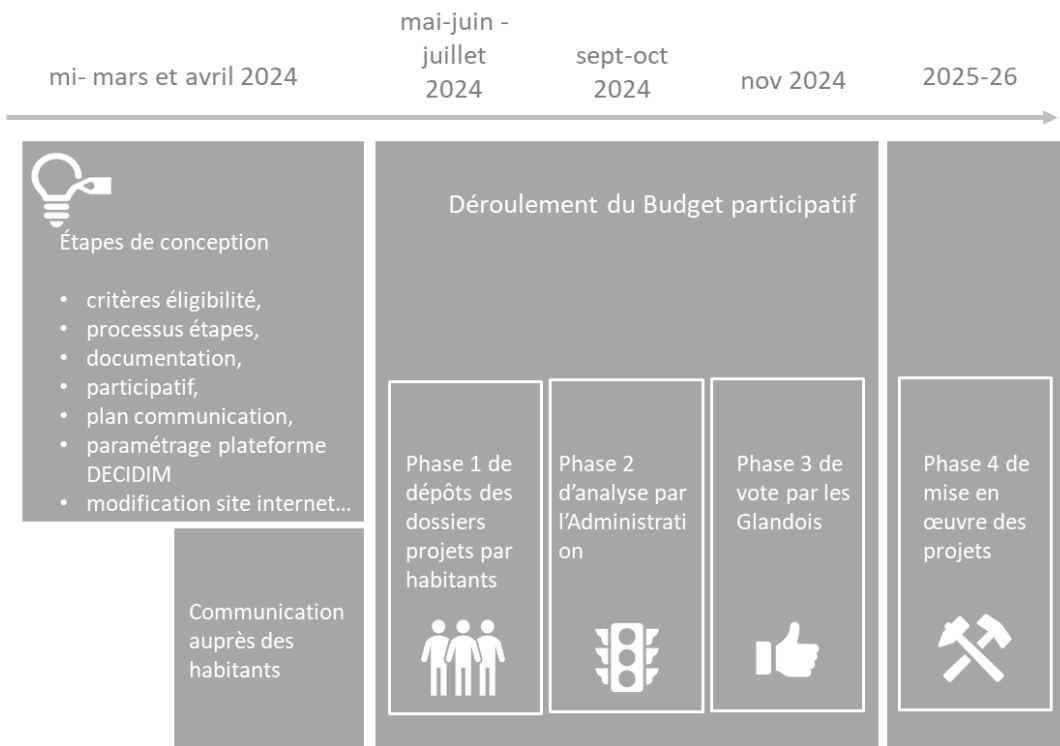 mi- mars et avril 2024
mai-juin -
juillet
2024
sept-oct
2024
nov 2024
2025-26
Étapes de conception
• critères éligibilité,
• processus étapes,
• documentation,
• participatif,
• plan communication,
• paramétrage plateforme
DECIDIM
• modification site internet...
Communication
auprès des
habitants
Déroulement du Budget participatif
Phase 1 de
dépôts des
dossiers
projets par
habitants
Phase 2
d'analyse par
l'Administrati
on
Phase 3 de
vote par les
Glandois
Phase 4 de
mise en
œuvre des
projets